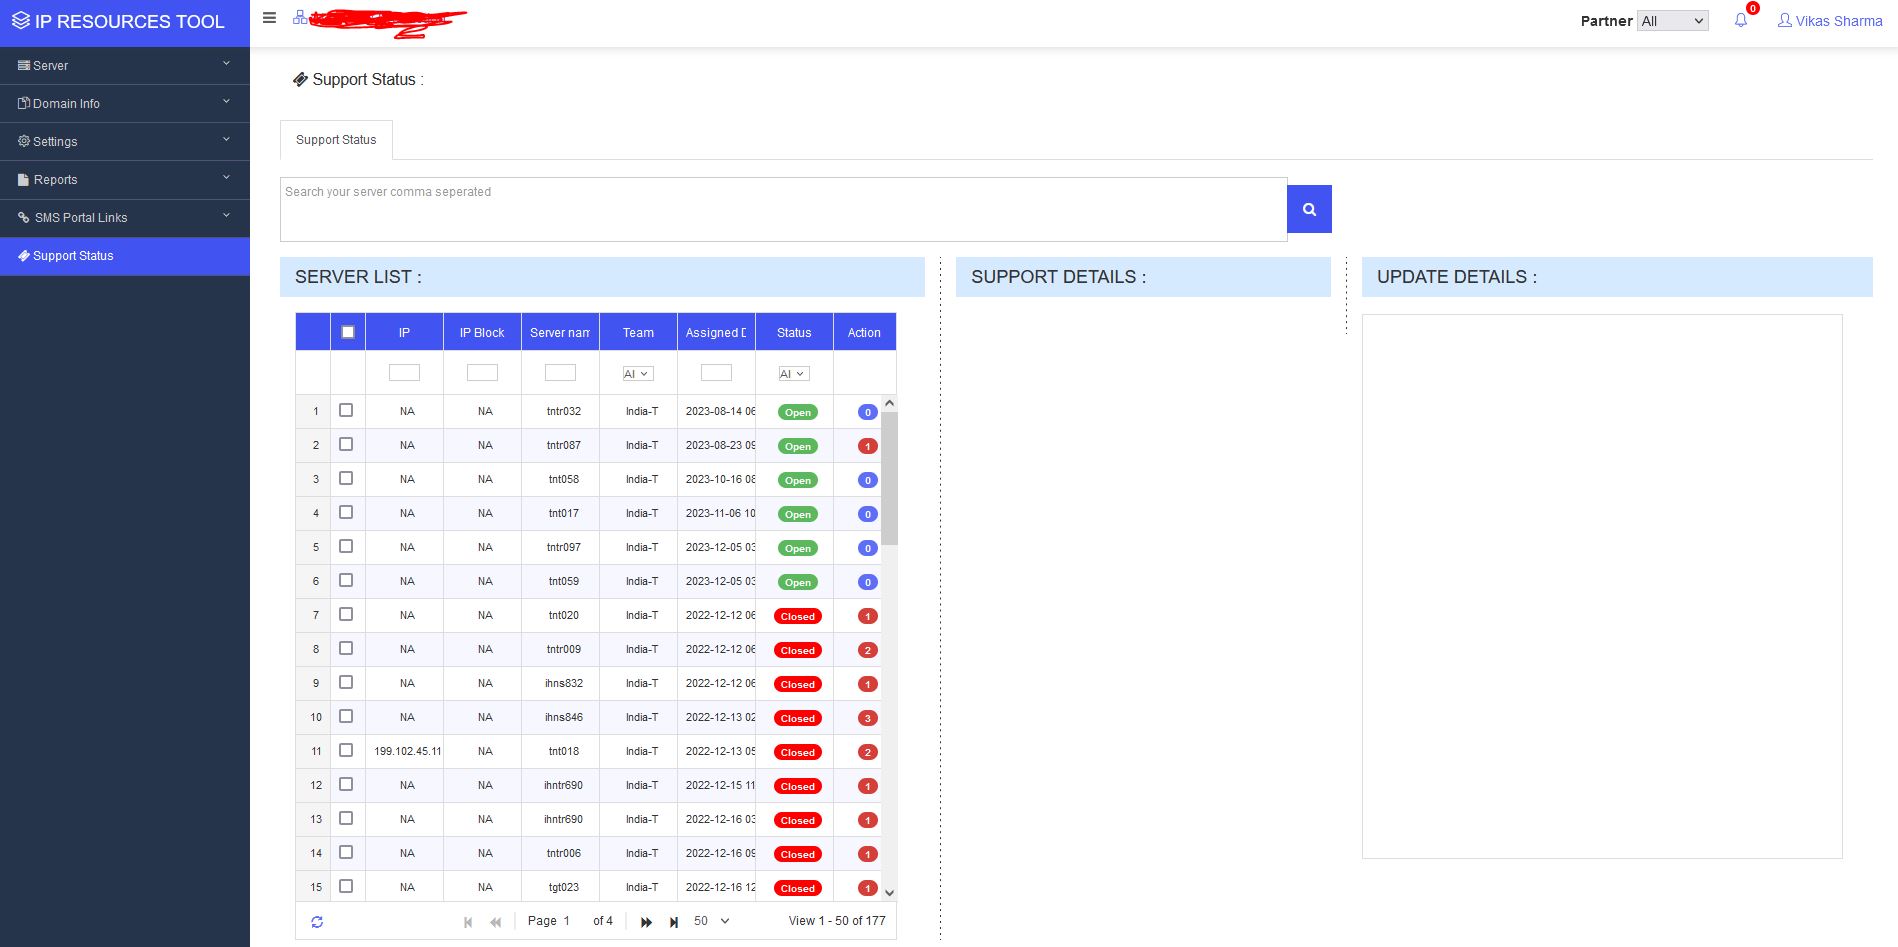 IP RESOURCES TOOL
Partner All 0 Vikas Sharma
Server
Domain Info
Settings
Reports
SMS Portal Links
Support Status
Support Status :
Support Status
Search your server comma seperated
SERVER LIST :
SUPPORT DETAILS :
UPDATE DETAILS :
IP IP Block Server nam Team Assigned D Status Action
Al Al
1 NA NA tntr032 India-T 2023-08-14 06 Open 0
2 NA NA tntr087 India-T 2023-08-23 09 Open 1
3 NA NA tnt058 India-T 2023-10-16 08 Open 0
4 NA NA tnt017 India-T 2023-11-06 10 Open 0
5 NA NA tntr097 India-T 2023-12-05 03 Open 0
6 NA NA tnt059 India-T 2023-12-05 03 Open 0
7 NA NA tnt020 India-T 2022-12-12 06 Closed 1
8 NA NA tntr009 India-T 2022-12-12 06 Closed 2
9 NA NA ihns832 India-T 2022-12-12 06 Closed 1
10 NA NA ihns846 India-T 2022-12-13 02 Closed 3
11 199.102.45.11 NA tnt018 India-T 2022-12-13 05 Closed 2
12 NA NA ihntr690 India-T 2022-12-15 11 Closed 1
13 NA NA ihntr690 India-T 2022-12-16 03 Closed 1
14 NA NA tntr006 India-T 2022-12-16 09 Closed 1
15 NA NA tgt023 India-T 2022-12-16 12 Closed 1
Page 1 of 4 50 View 1 - 50 of 177